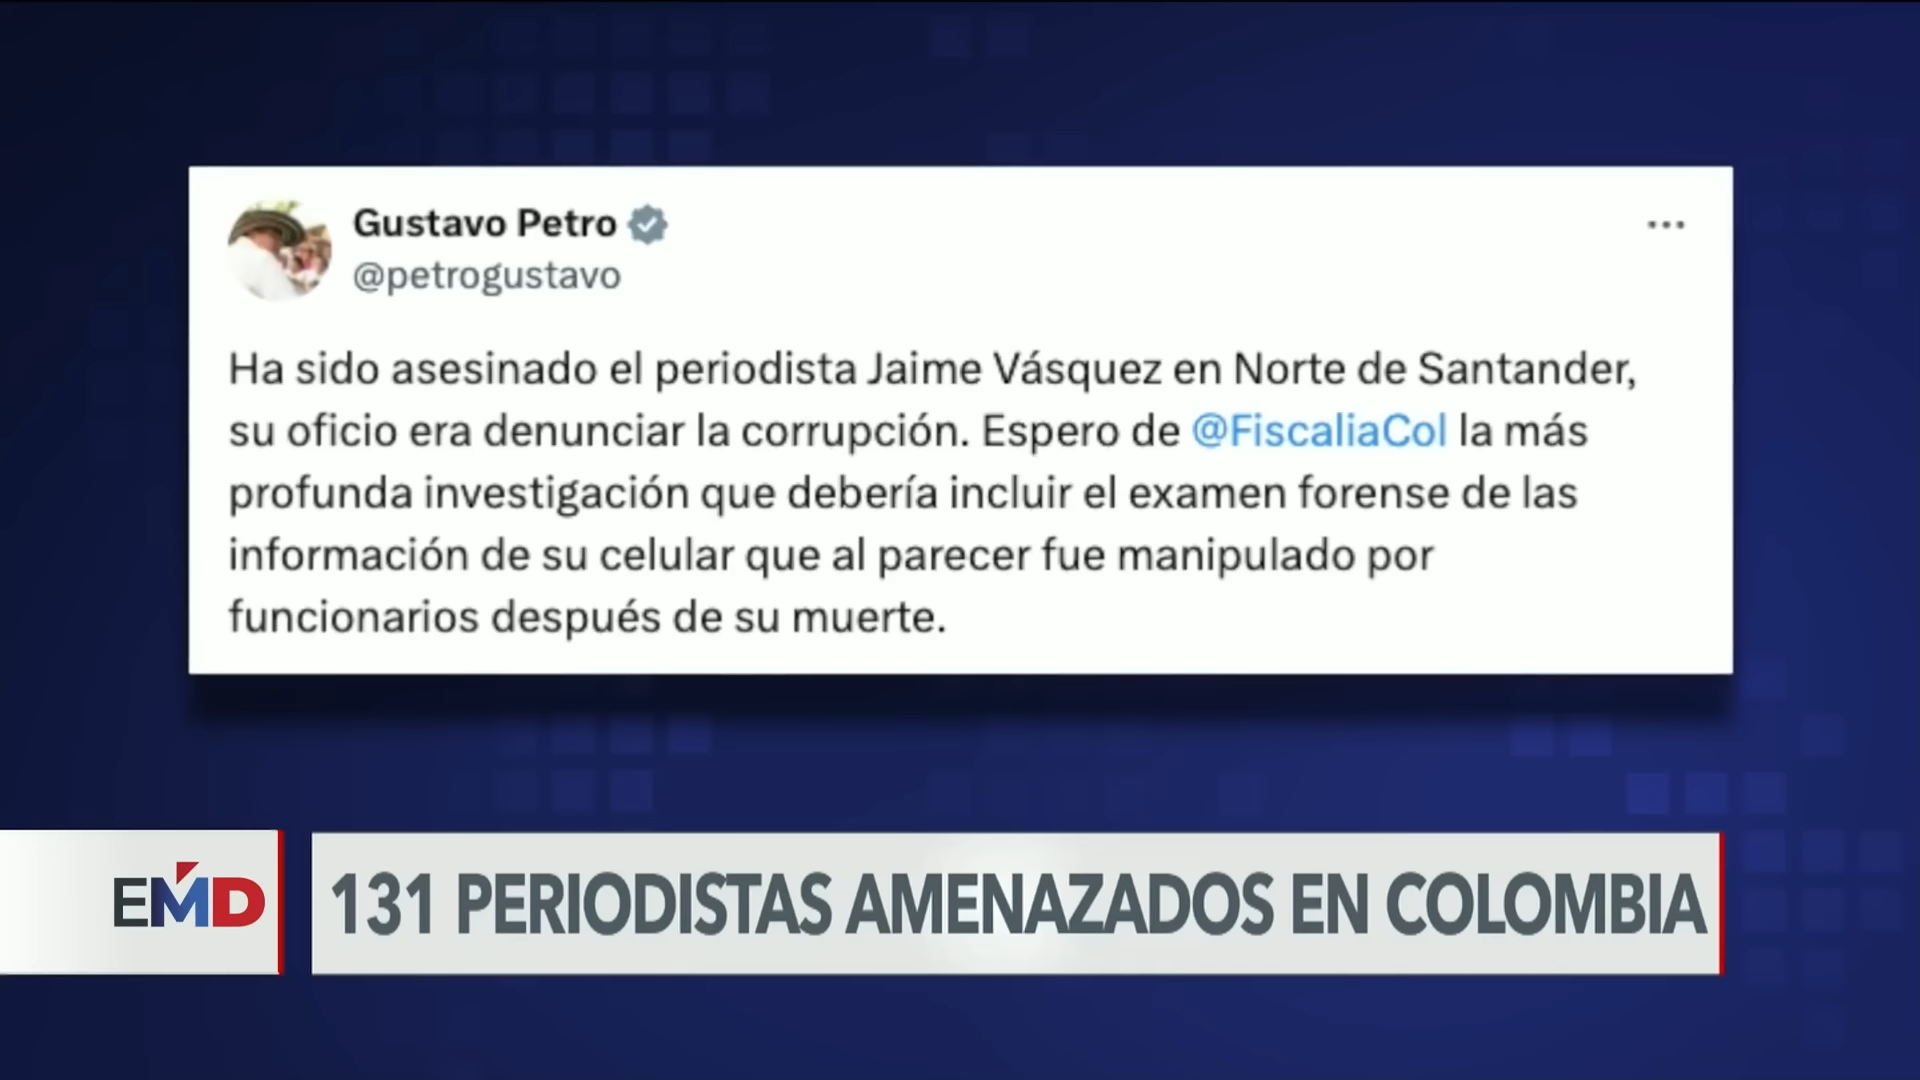 Gustavo Petro
@petrogustavo
Ha sido asesinado el periodista Jaime Vásquez en Norte de Santander,
su oficio era denunciar la corrupción. Espero de @FiscaliaCol la más
profunda investigación que debería incluir el examen forense de las
información de su celular que al parecer fue manipulado por
funcionarios después de su muerte.
EMD
131 PERIODISTAS AMENAZADOS EN COLOMBIA